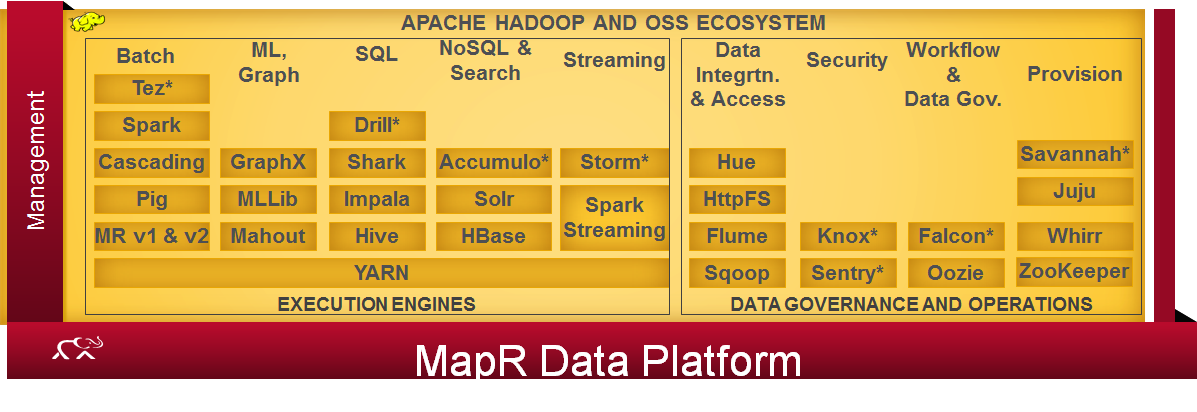 APACHE HADOOP AND OSS ECOSYSTEM
Management
Batch
Tez*
Spark
Cascading
Pig
MR v1 & v2
ML,
Graph
GraphX
MLLib
Mahout
SQL
Drill*
Shark
Impala
Hive
NoSQL &
Search
Accumulo*
Solr
HBase
Streaming
Storm*
Spark
Streaming
YARN
EXECUTION ENGINES
Data
Integrtn.
& Access
Hue
HttpFS
Flume
Sqoop
Security
Knox*
Sentry*
Workflow
&
Data Gov.
Falcon*
Oozie
Provision
Savannah*
Juju
Whirr
ZooKeeper
DATA GOVERNANCE AND OPERATIONS
MapR Data Platform